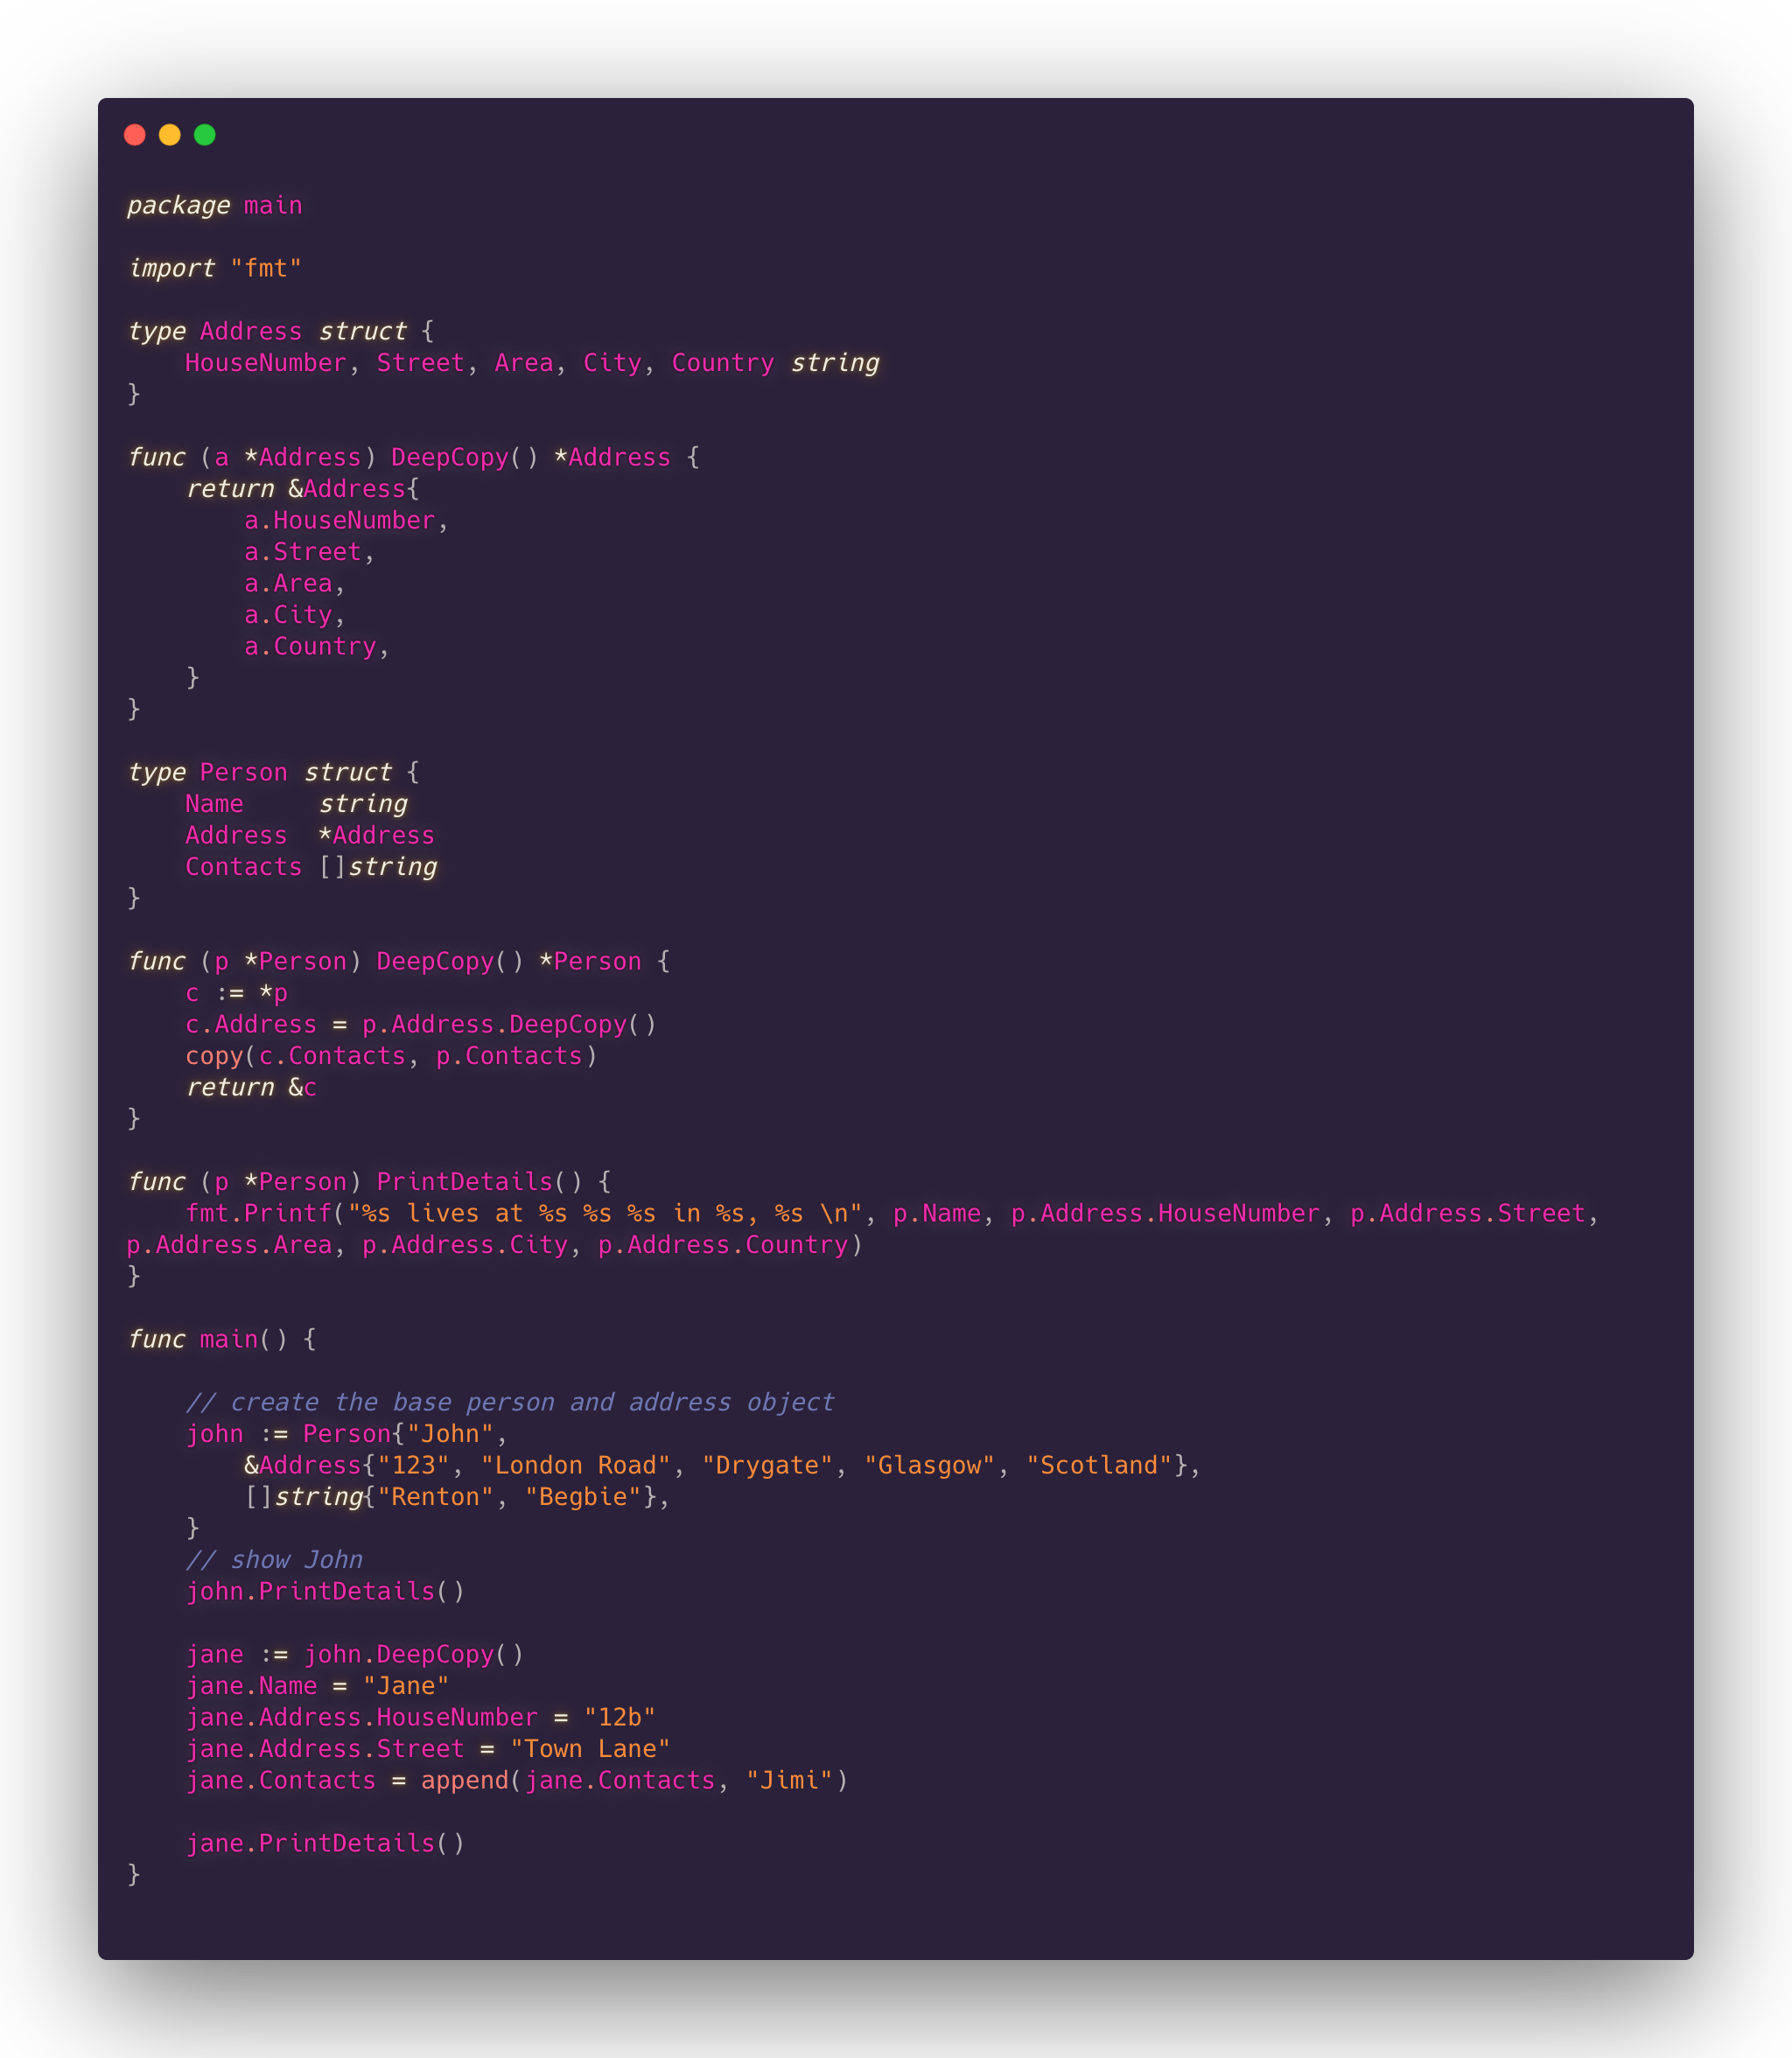 package main

import "fmt"

type Address struct {
    HouseNumber, Street, Area, City, Country string
}

func (a *Address) DeepCopy() *Address {
    return &Address{
        a.HouseNumber,
        a.Street,
        a.Area,
        a.City,
        a.Country,
    }
}

type Person struct {
    Name     string
    Address  *Address
    Contacts []string
}

func (p *Person) DeepCopy() *Person {
    c := *p
    c.Address = p.Address.DeepCopy()
    copy(c.Contacts, p.Contacts)
    return &c
}

func (p *Person) PrintDetails() {
    fmt.Printf("%s lives at %s %s %s in %s, %s \n", p.Name, p.Address.HouseNumber, p.Address.Street,
p.Address.Area, p.Address.City, p.Address.Country)
}

func main() {

    // create the base person and address object
    john := Person{"John",
        &Address{"123", "London Road", "Drygate", "Glasgow", "Scotland"},
        []string{"Renton", "Begbie"},
    }
    // show John
    john.PrintDetails()

    jane := john.DeepCopy()
    jane.Name = "Jane"
    jane.Address.HouseNumber = "12b"
    jane.Address.Street = "Town Lane"
    jane.Contacts = append(jane.Contacts, "Jimi")

    jane.PrintDetails()
}